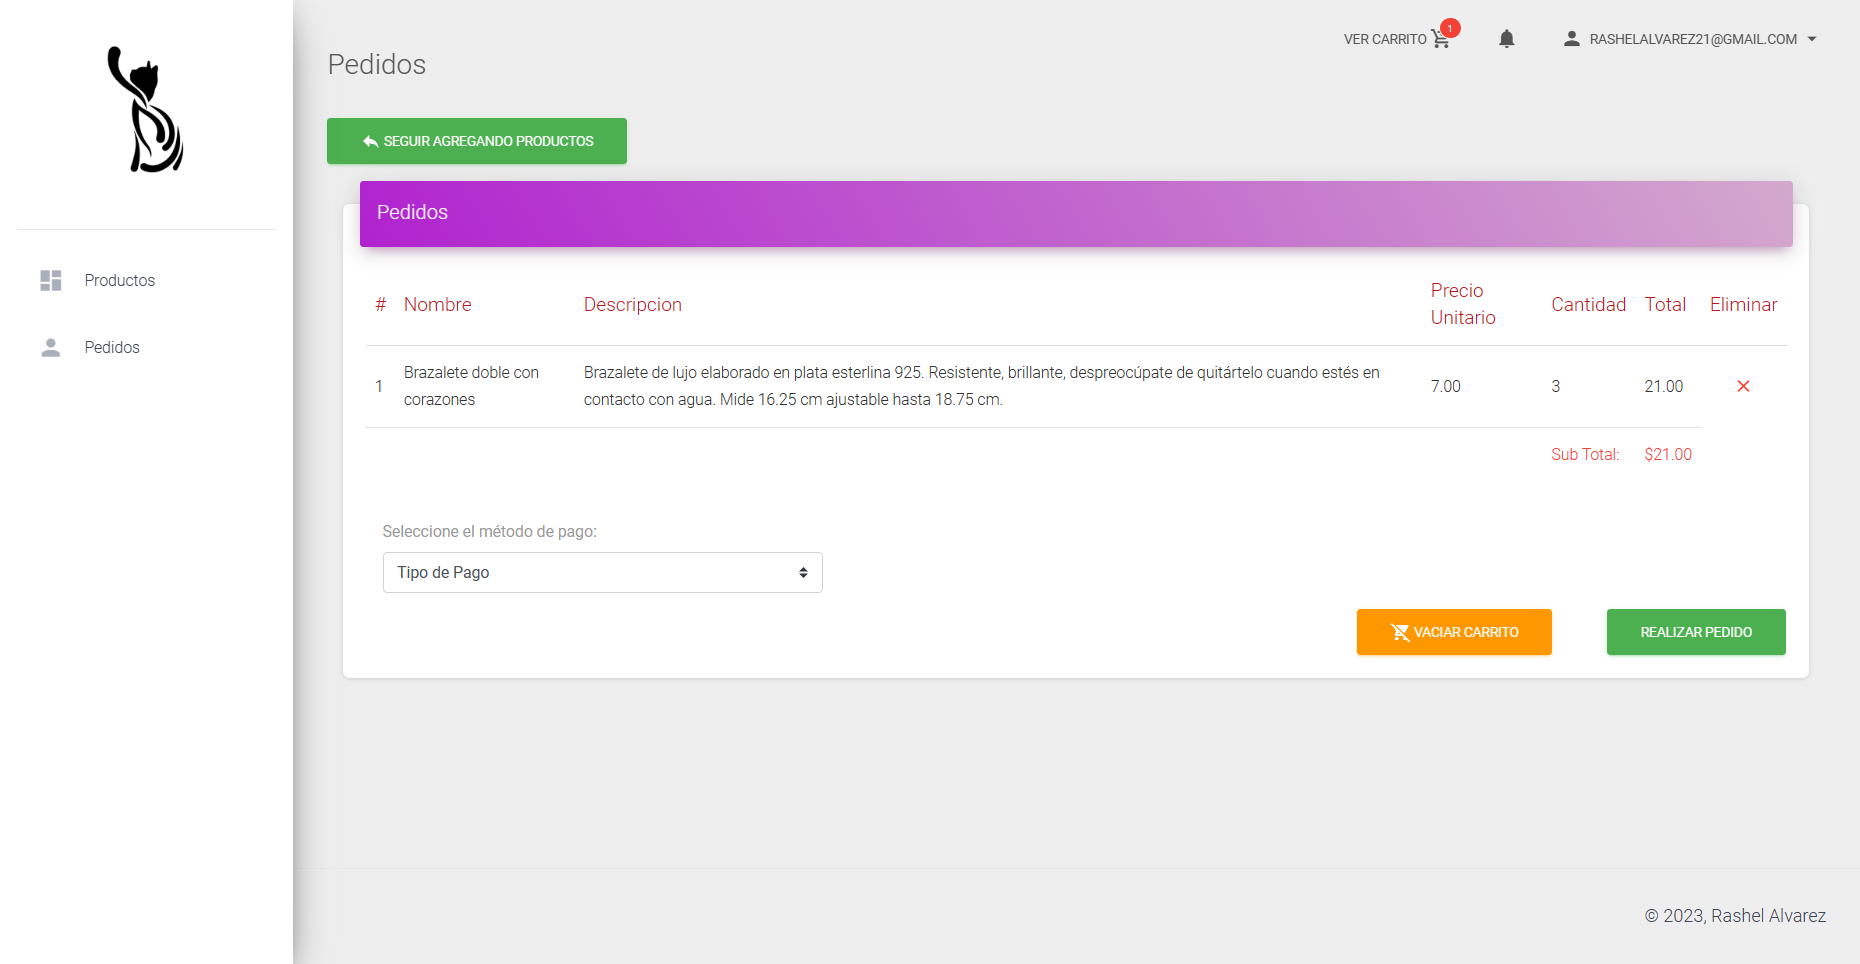 VER CARRITO 1
RASHELALVAREZ21@GMAIL.COM
Pedidos
SEGUIR AGREGANDO PRODUCTOS
Pedidos
Productos
Pedidos
# Nombre Descripcion Precio Unitario Cantidad Total Eliminar
1 Brazalete doble con corazones
Brazalete de lujo elaborado en plata esterlina 925. Resistente, brillante, despreocúpate de quitártelo cuando estés en
contacto con agua. Mide 16.25 cm ajustable hasta 18.75 cm.
7.00 3 21.00
Sub Total: $21.00
Seleccione el método de pago:
Tipo de Pago
VACIAR CARRITO
REALIZAR PEDIDO
© 2023, Rashel Alvarez